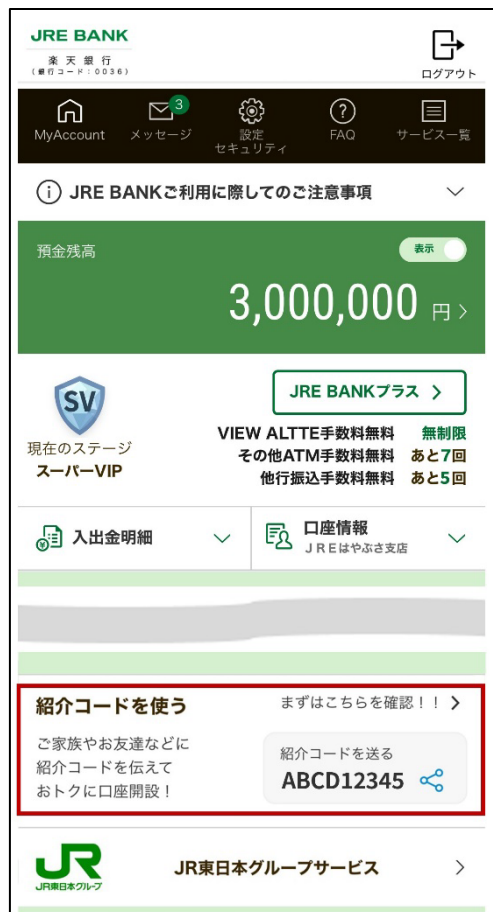 JRE BANK
楽天銀行
(銀行コード:0036)
ログアウト
MyAccount
メッセージ
3
設定
セキュリティ
FAQ
サービス一覧
JRE BANKご利用に際してのご注意事項
預金残高
表示
3,000,000 円
SV
現在のステージ
スーパーVIP
JRE BANKプラス
VIEW ALTTE手数料無料 無制限
その他ATM手数料無料 あと7回
他行振込手数料無料 あと5回
入出金明細
口座情報
JREはやぶさ支店
紹介コードを使う
まずはこちらを確認!!
ご家族やお友達などに
紹介コードを伝えて
おトクに口座開設!
紹介コードを送る
ABCD12345
JR
JR東日本グループ
JR東日本グループサービス